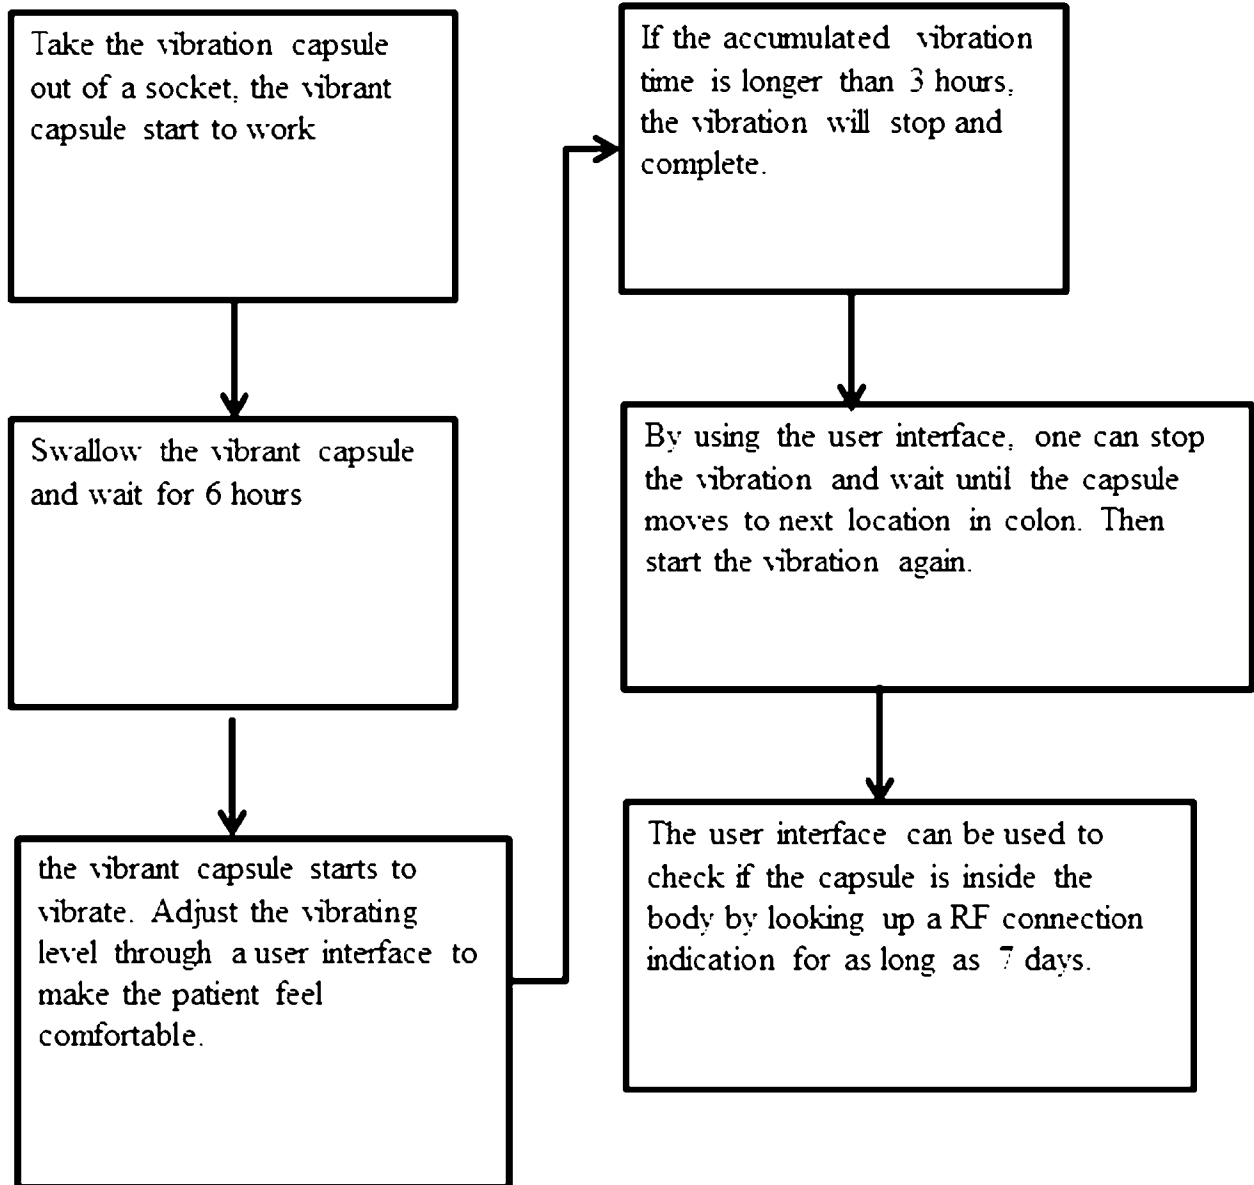 Take the vibration capsule
out of a socket, the vibrant
capsule start to work
Swallow the vibrant capsule
and wait for 6 hours
the vibrant capsule starts to
vibrate. Adjust the vibrating
level through a user interface to
make the patient feel
comfortable.
If the accumulated vibration
time is longer than 3 hours,
the vibration will stop and
complete.
By using the user interface, one can stop
the vibration and wait until the capsule
moves to next location in colon. Then
start the vibration again.
The user interface can be used to
check if the capsule is inside the
body by looking up a RF connection
indication for as long as 7 days.